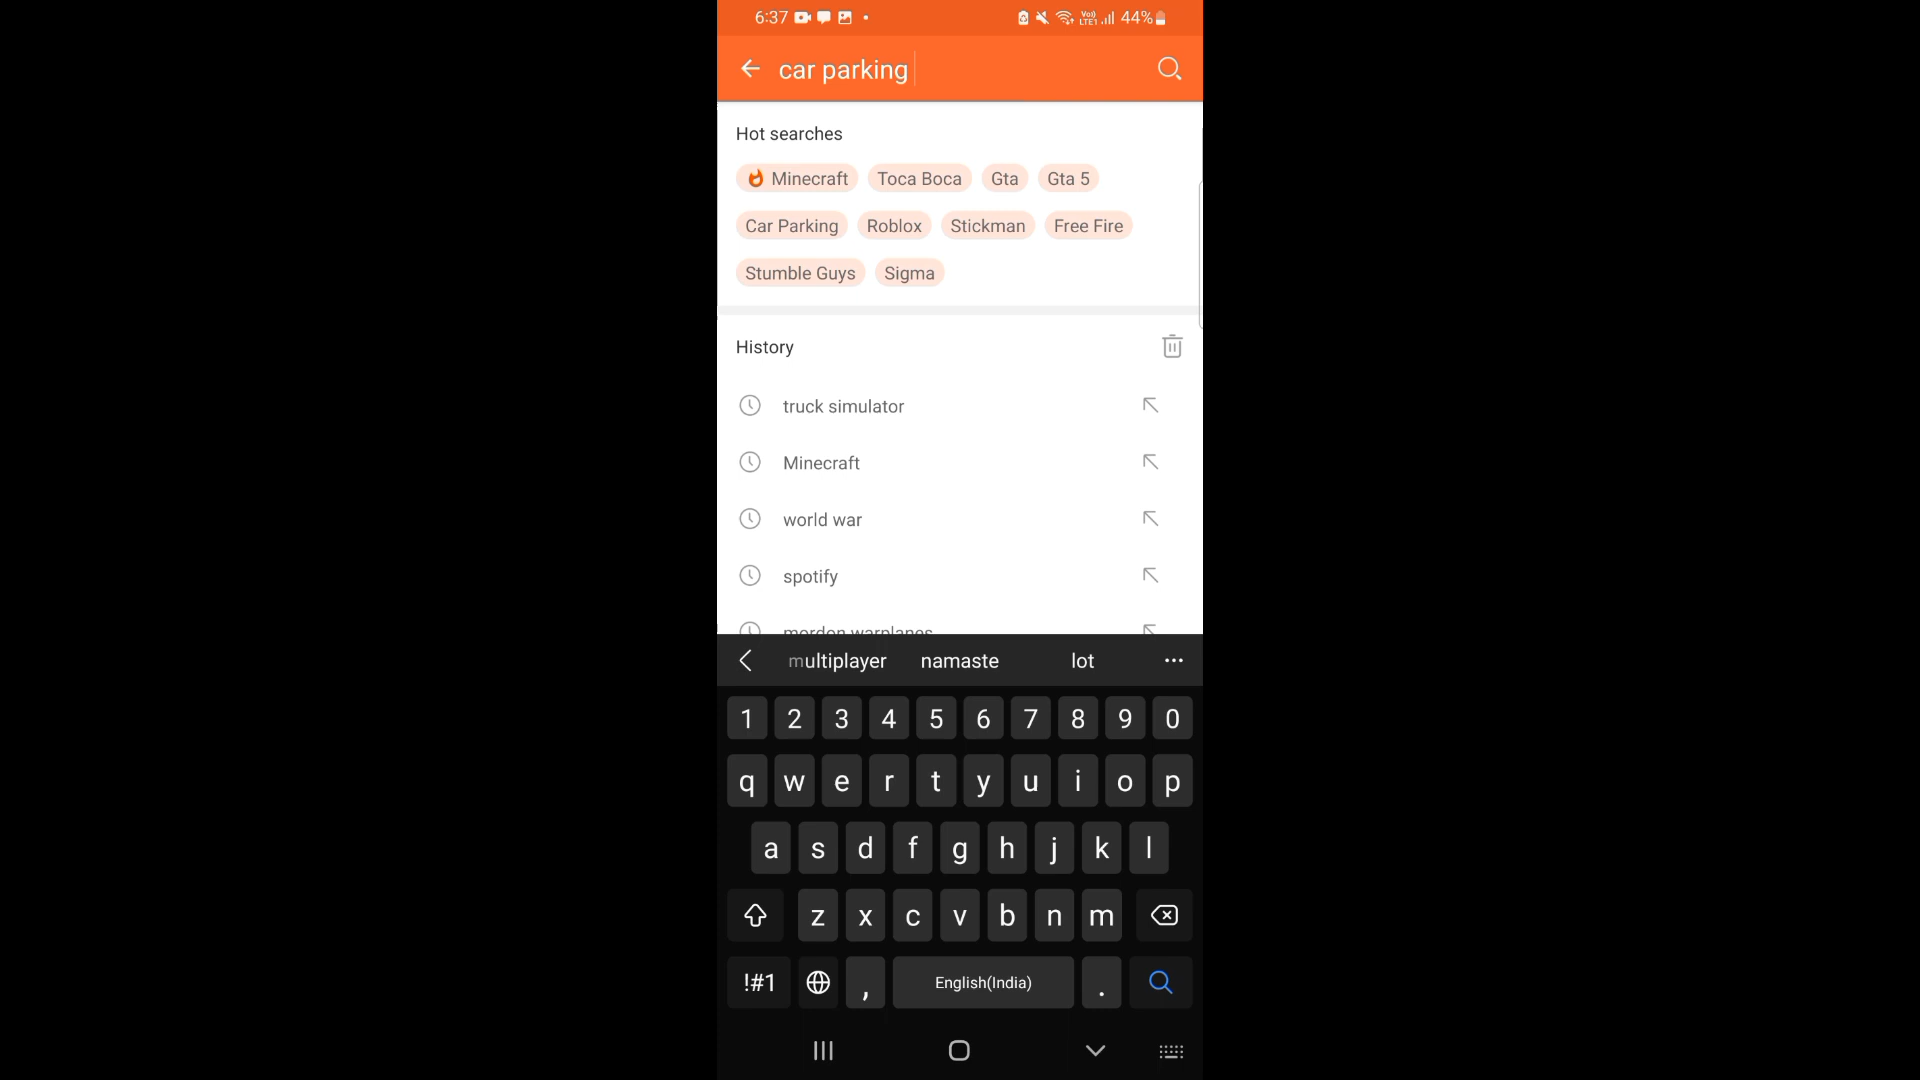 6:37 Vo) LTE1 44%
car parking
Hot searches
Minecraft Toca Boca Gta Gta 5
Car Parking Roblox Stickman Free Fire
Stumble Guys Sigma
History
truck simulator
Minecraft
world war
spotify
mordon warplanes
multiplayer namaste lot
1 2 3 4 5 6 7 8 9 0
q w e r t y u i o p
a s d f g h j k l
z x c v b n m
!#1 , English(India) .